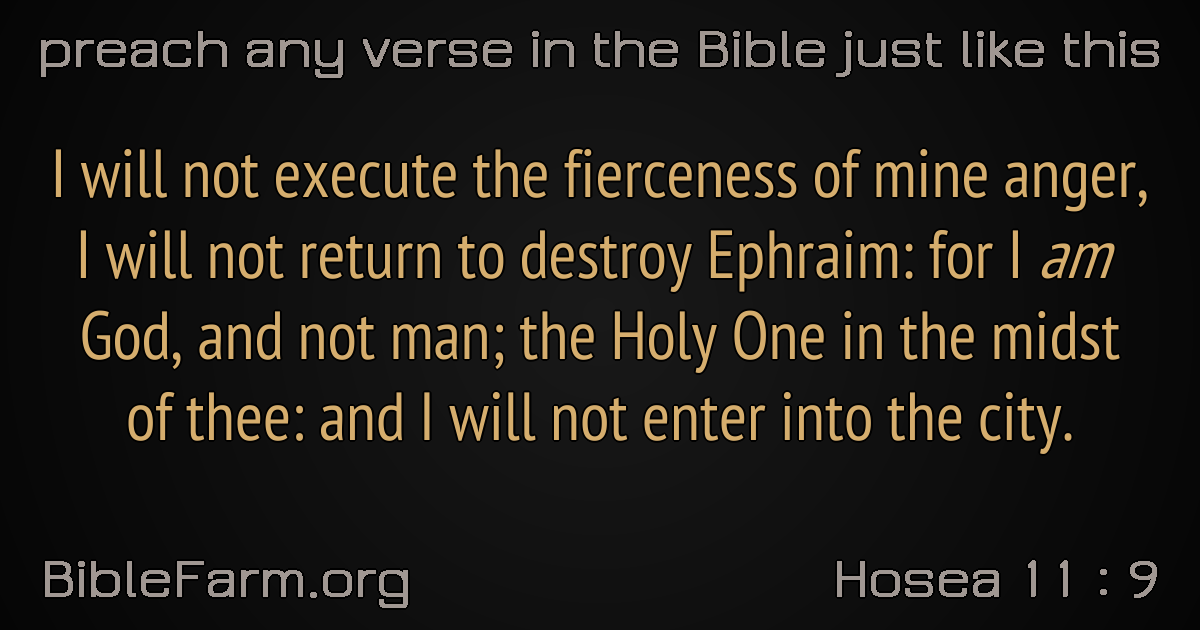 preach any verse in the Bible just like this
I will not execute the fierceness of mine anger,
I will not return to destroy Ephraim: for I am
God, and not man; the Holy One in the midst
of thee: and I will not enter into the city.
BibleFarm.org
Hosea 11 : 9